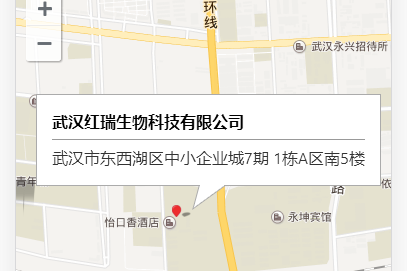 环
线
武汉永兴招待所
武汉红瑞生物科技有限公司
武汉市东西湖区中小企业城7期 1栋A区南5楼
青年
路
依
怡口香酒店
永坤宾馆